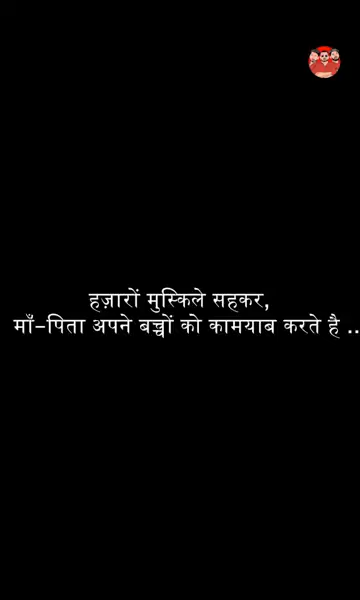 हज़ारों मुस्किले सहकर,
माँ-पिता अपने बच्चों को कामयाब करते है ..